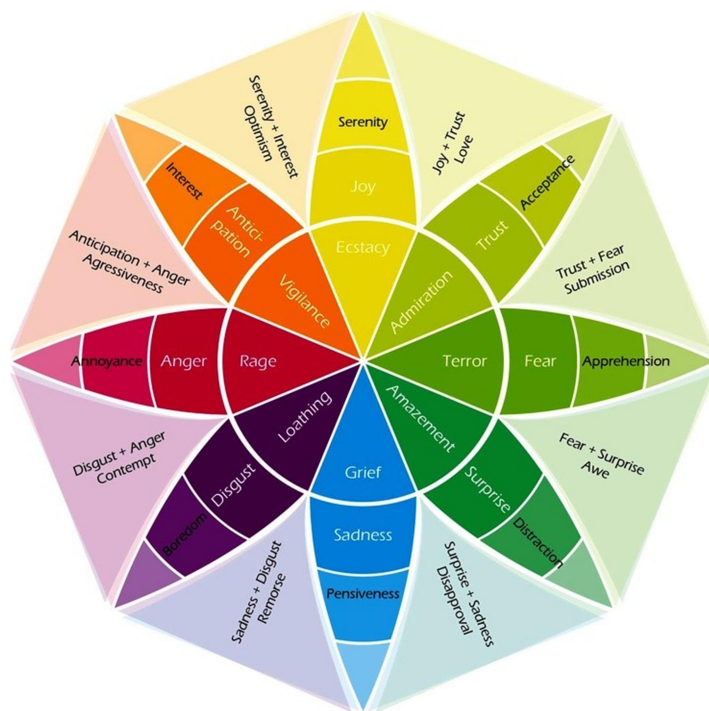 Serenity + Interest
Optimism
Serenity
Joy
Ecstacy
Joy + Trust
Love
Interest
Antici-
pation
Vigilance
Acceptance
Trust
Admiration
Anticipation + Anger
Agressiveness
Trust + Fear
Submission
Annoyance
Anger
Rage
Terror
Fear
Apprehension
Disgust + Anger
Contempt
Loathing
Disgust
Boredom
Amazement
Surprise
Distraction
Fear + Surprise
Awe
Grief
Sadness
Pensiveness
Sadness + Disgust
Remorse
Surprise + Sadness
Disapproval